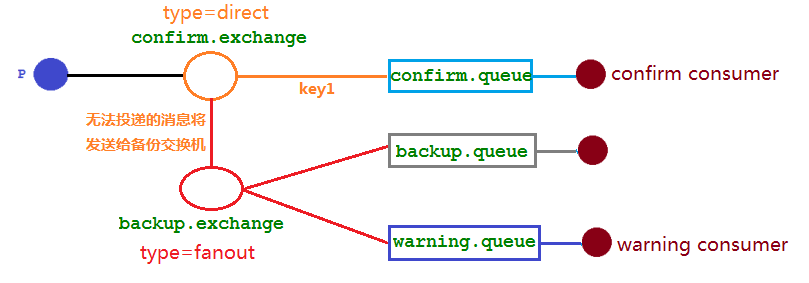 type=direct
confirm.exchange
P
confirm.queue
confirm consumer
key1
无法投递的消息将
发送给备份交换机
backup.queue
backup.exchange
type=fanout
warning.queue
warning consumer